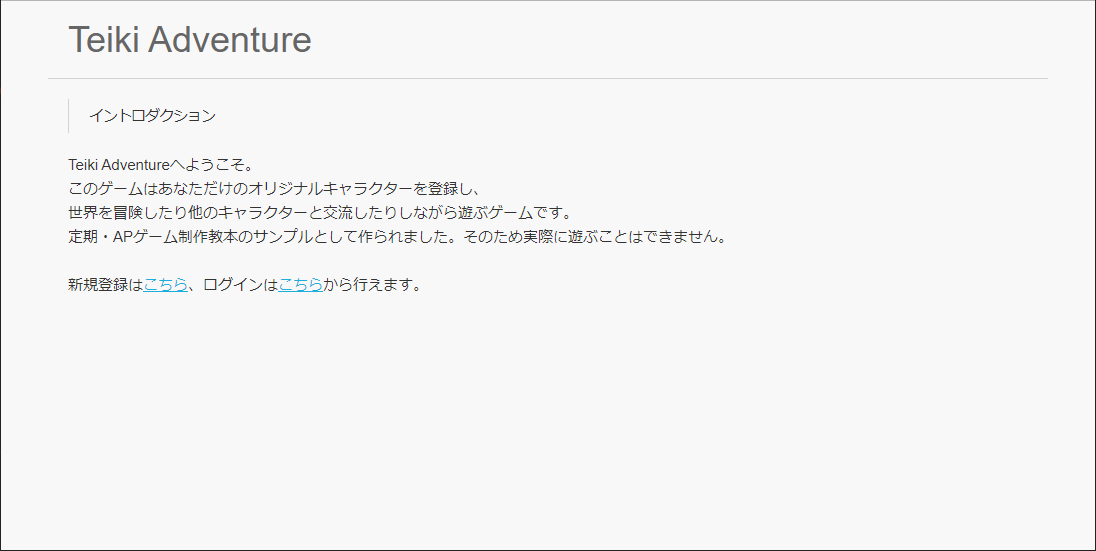 Teiki Adventure
イントロダクション
Teiki Adventureへようこそ。
このゲームはあなただけのオリジナルキャラクターを登録し、
世界を冒険したり他のキャラクターと交流したりしながら遊ぶゲームです。
定期・APゲーム制作教本のサンプルとして作られました。そのため実際に遊ぶことはできません。
新規登録はこちら、ログインはこちらから行えます。